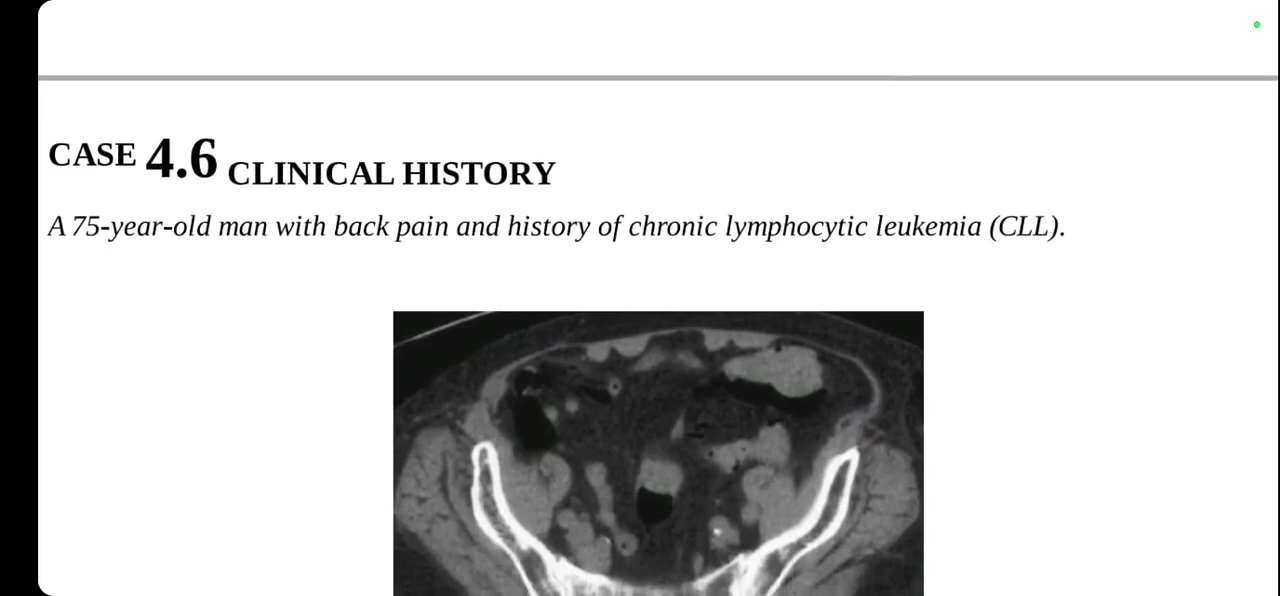 CASE 4.6 CLINICAL HISTORY
A 75-year-old man with back pain and history of chronic lymphocytic leukemia (CLL).